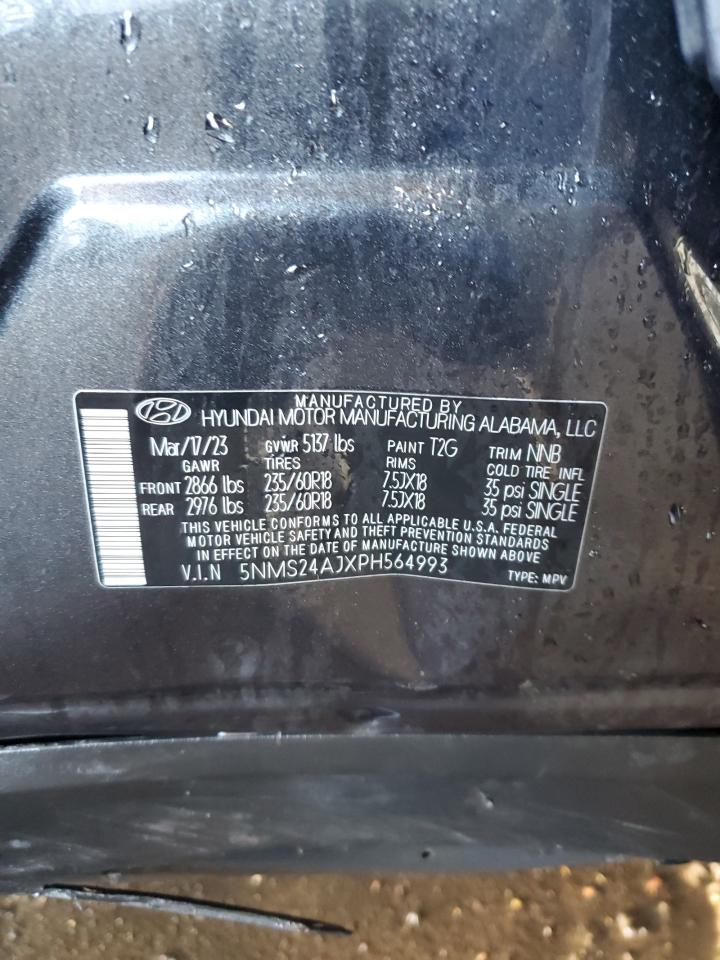 MANUFACTURED BY
HYUNDAI MOTOR MANUFACTURING ALABAMA, LLC
Mar/17/23 GVWR 5137 lbs PAINT T2G TRIM NNB
GAWR TIRES RIMS COLD TIRE INFL
FRONT 2866 lbs 235/60R18 7.5JX18 35 psi SINGLE
REAR 2976 lbs 235/60R18 7.5JX18 35 psi SINGLE
THIS VEHICLE CONFORMS TO ALL APPLICABLE U.S.A. FEDERAL
MOTOR VEHICLE SAFETY AND THEFT PREVENTION STANDARDS
IN EFFECT ON THE DATE OF MANUFACTURE SHOWN ABOVE
V.I.N 5NMS24AJXPH564993 TYPE: MPV